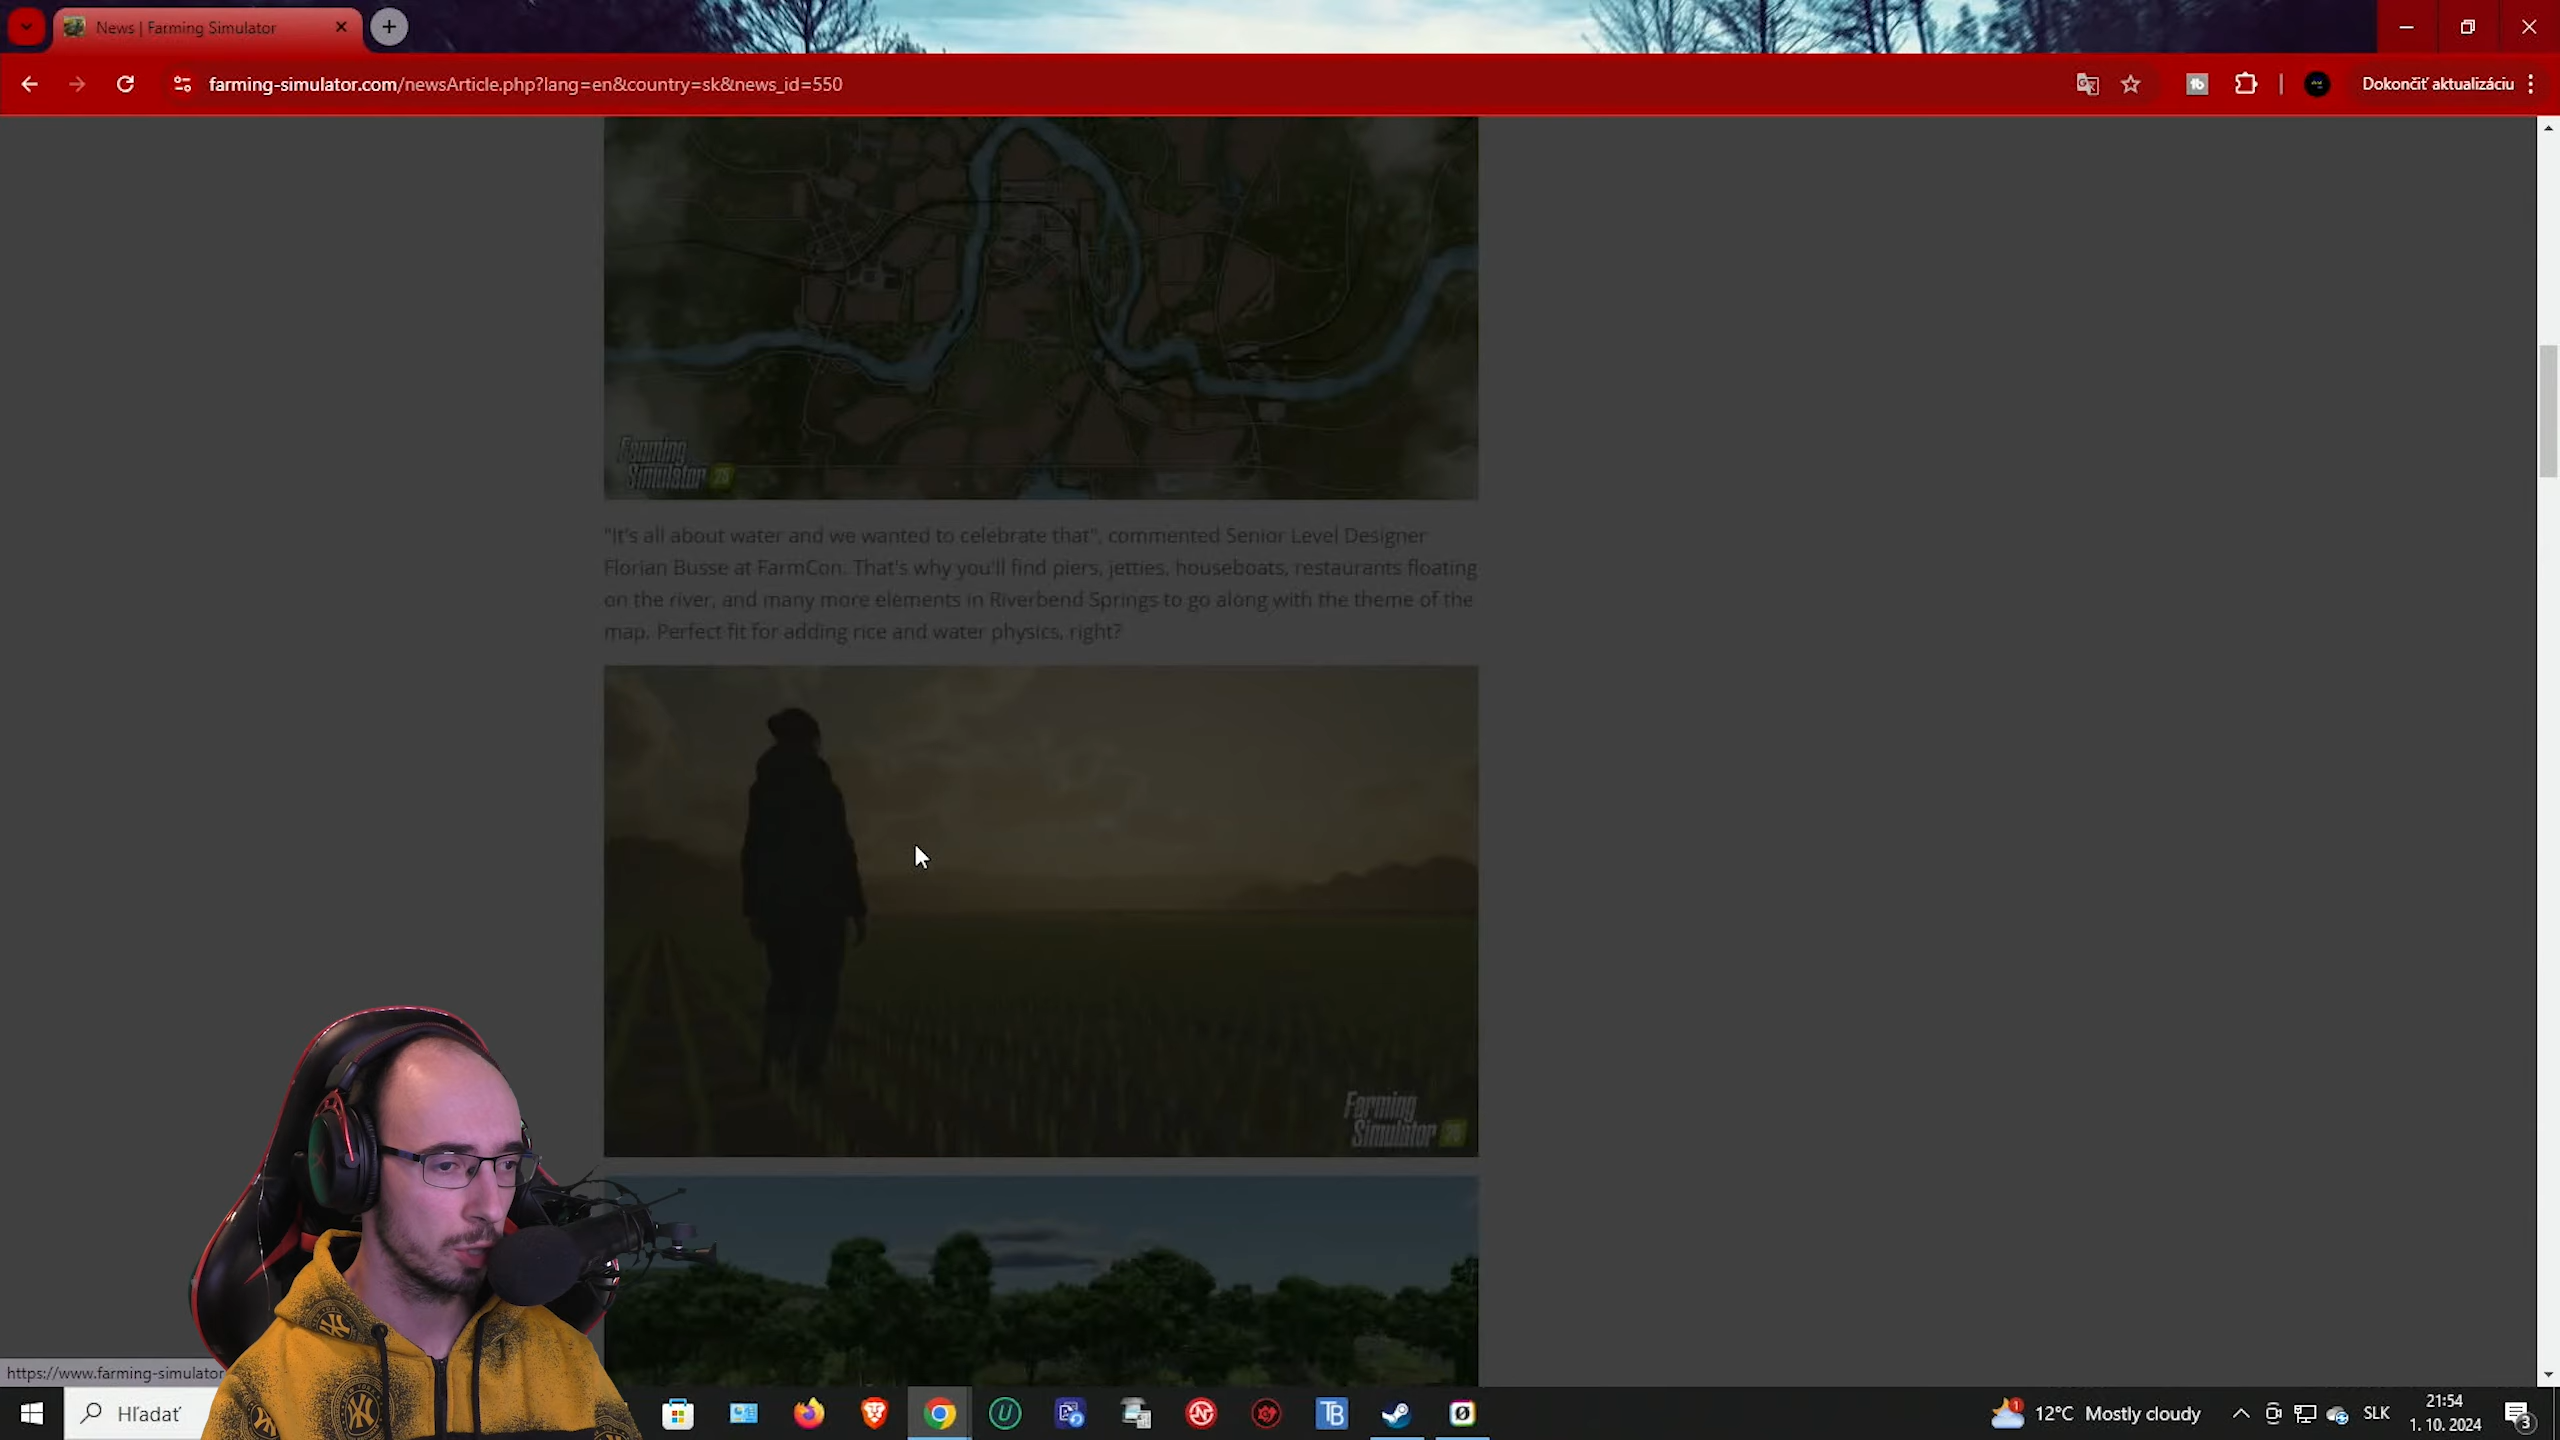 News | Farming Simulator
farming-simulator.com/newsArticle.php?lang=en&country=sk&news_id=550
Dokončiť aktualizáciu
Farming
Simulator 25
"It's all about water and we wanted to celebrate that", commented Senior Level Designer
Florian Busse at FarmCon. That's why you'll find piers, jetties, houseboats, restaurants floating
on the river, and many more elements in Riverbend Springs to go along with the theme of the
map. Perfect fit for adding rice and water physics, right?
Farming
Simulator 25
https://www.farming-simulator
Hľadať
TB
1
12°C Mostly cloudy
SLK
21:54
1. 10. 2024
3